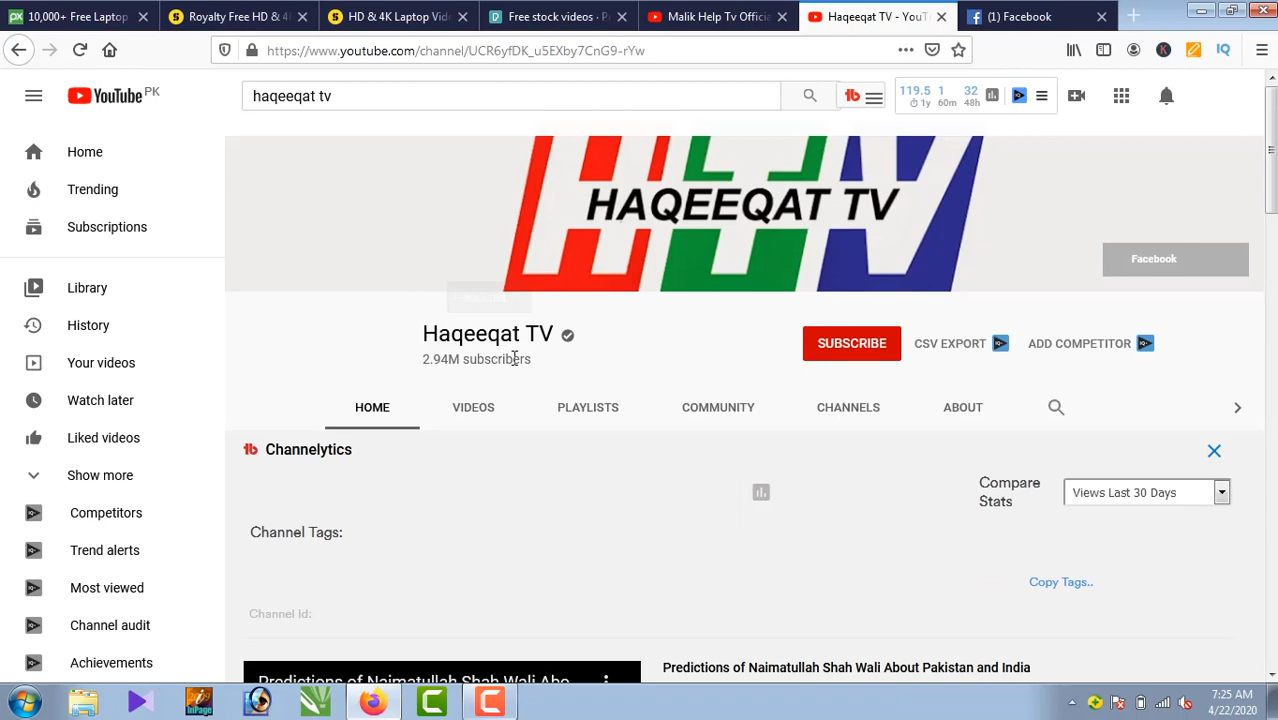 10,000+ Free Laptop
Royalty Free HD & 4K
HD & 4K Laptop Vid
Free stock videos · Pe
Malik Help Tv Officia
Haqeeqat TV - YouT
(1) Facebook
https://www.youtube.com/channel/UCR6yfDK_u5EXby7CnG9-rYw
YouTube PK
haqeeqat tv
119.5 1 32
1y 60m 48h
Home
Trending
Subscriptions
Library
History
Your videos
Watch later
Liked videos
Show more
Competitors
Trend alerts
Most viewed
Channel audit
Achievements
HAQEEQAT TV
Facebook
Haqeeqat TV
2.94M subscribers
SUBSCRIBE
CSV EXPORT
ADD COMPETITOR
HOME VIDEOS PLAYLISTS COMMUNITY CHANNELS ABOUT
Channelytics
Compare
Stats
Views Last 30 Days
Channel Tags:
Copy Tags..
Channel Id:
Predictions of Naimatullah Shah Wali Abo
Predictions of Naimatullah Shah Wali About Pakistan and India
7:25 AM
4/22/2020